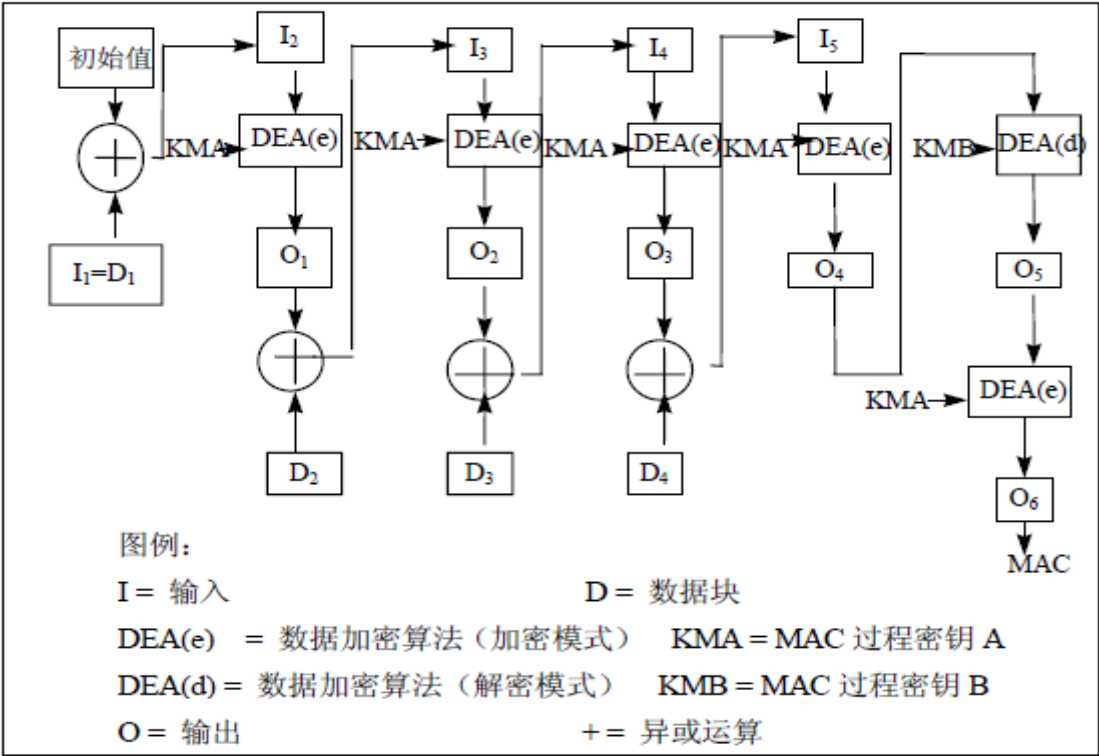 初始值
I₂
I₃
I₄
I₅
KMA
DEA(e)
KMA
DEA(e)
KMA
DEA(e)
KMA
DEA(e)
KMB
DEA(d)
I₁=D₁
O₁
O₂
O₃
O₄
O₅
KMA
DEA(e)
D₂
D₃
D₄
O₆
MAC
图例：
I = 输入 D = 数据块
DEA(e) = 数据加密算法（加密模式） KMA = MAC 过程密钥 A
DEA(d) = 数据加密算法（解密模式） KMB = MAC 过程密钥 B
O = 输出 + = 异或运算